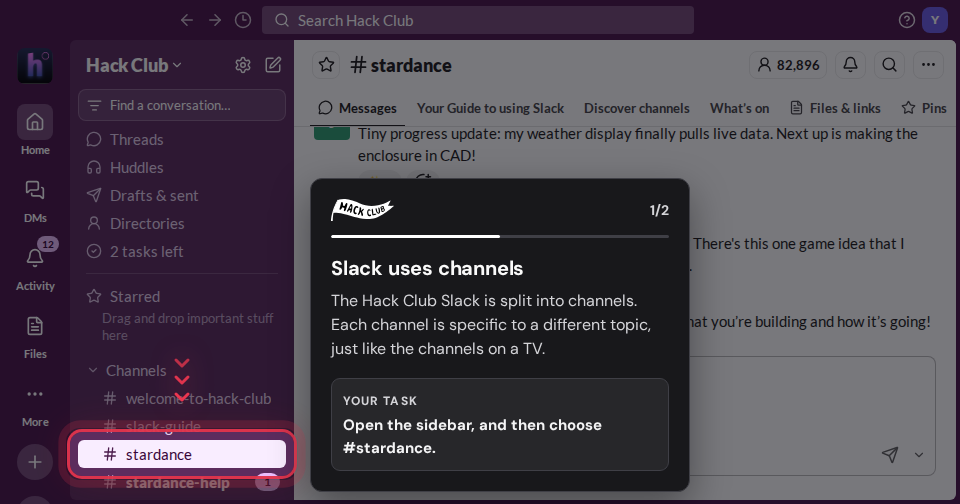 Search Hack Club
Y
h
Hack Club
Find a conversation...
Home
DMs
12
Activity
Files
More
Threads
Huddles
Drafts & sent
Directories
2 tasks left
Starred
Drag and drop important stuff
here
Channels
# welcome-to-hack-club
# slack-guide
# stardance
# stardance-help 1
# stardance
82,896
Messages
Your Guide to using Slack
Discover channels
What's on
Files & links
Pins
Tiny progress update: my weather display finally pulls live data. Next up is making the
enclosure in CAD!
There's this one game idea that I
what you're building and how it's going!
HACK CLUB
1/2
Slack uses channels
The Hack Club Slack is split into channels.
Each channel is specific to a different topic,
just like the channels on a TV.
YOUR TASK
Open the sidebar, and then choose
#stardance.